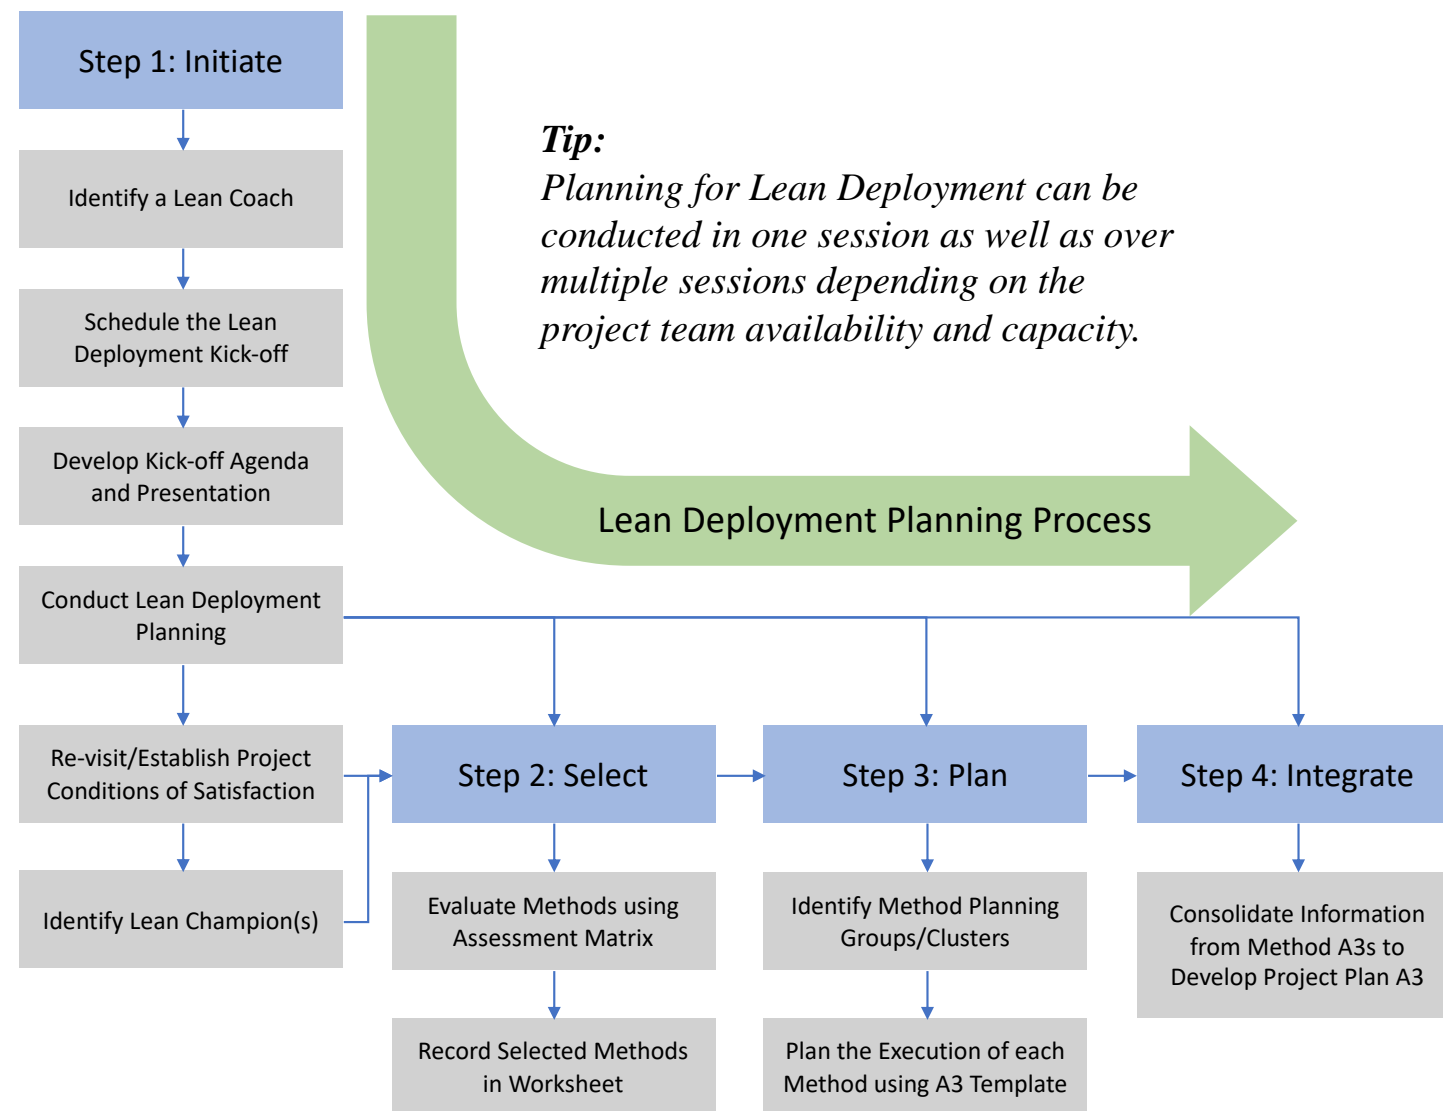 Step 1: Initiate
Identify a Lean Coach
Schedule the Lean
Deployment Kick-off
Develop Kick-off Agenda
and Presentation
Conduct Lean Deployment
Planning
Re-visit/Establish Project
Conditions of Satisfaction
Identify Lean Champion(s)
Tip:
Planning for Lean Deployment can be
conducted in one session as well as over
multiple sessions depending on the
project team availability and capacity.
Lean Deployment Planning Process
Step 2: Select
Evaluate Methods using
Assessment Matrix
Record Selected Methods
in Worksheet
Step 3: Plan
Identify Method Planning
Groups/Clusters
Plan the Execution of each
Method using A3 Template
Step 4: Integrate
Consolidate Information
from Method A3s to
Develop Project Plan A3